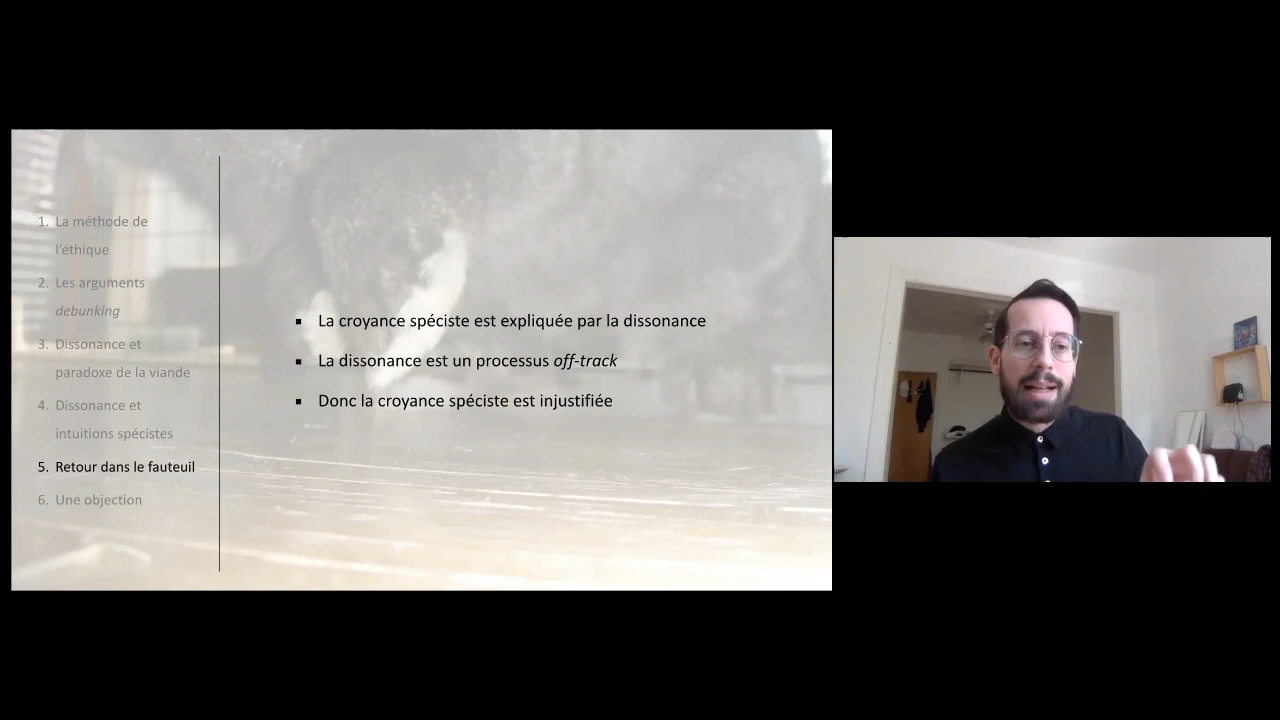 1. La méthode de
l'éthique
2. Les arguments
debunking
3. Dissonance et
paradoxe de la viande
4. Dissonance et
intuitions spécistes
5. Retour dans le fauteuil
6. Une objection
▪ La croyance spéciste est expliquée par la dissonance
▪ La dissonance est un processus off-track
▪ Donc la croyance spéciste est injustifiée